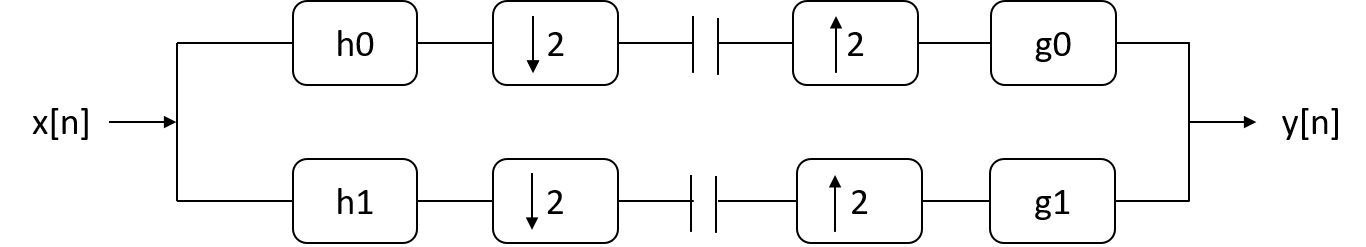 h0 ↓ 2 ↑ 2 g0
x[n] y[n]
h1 ↓ 2 ↑ 2 g1